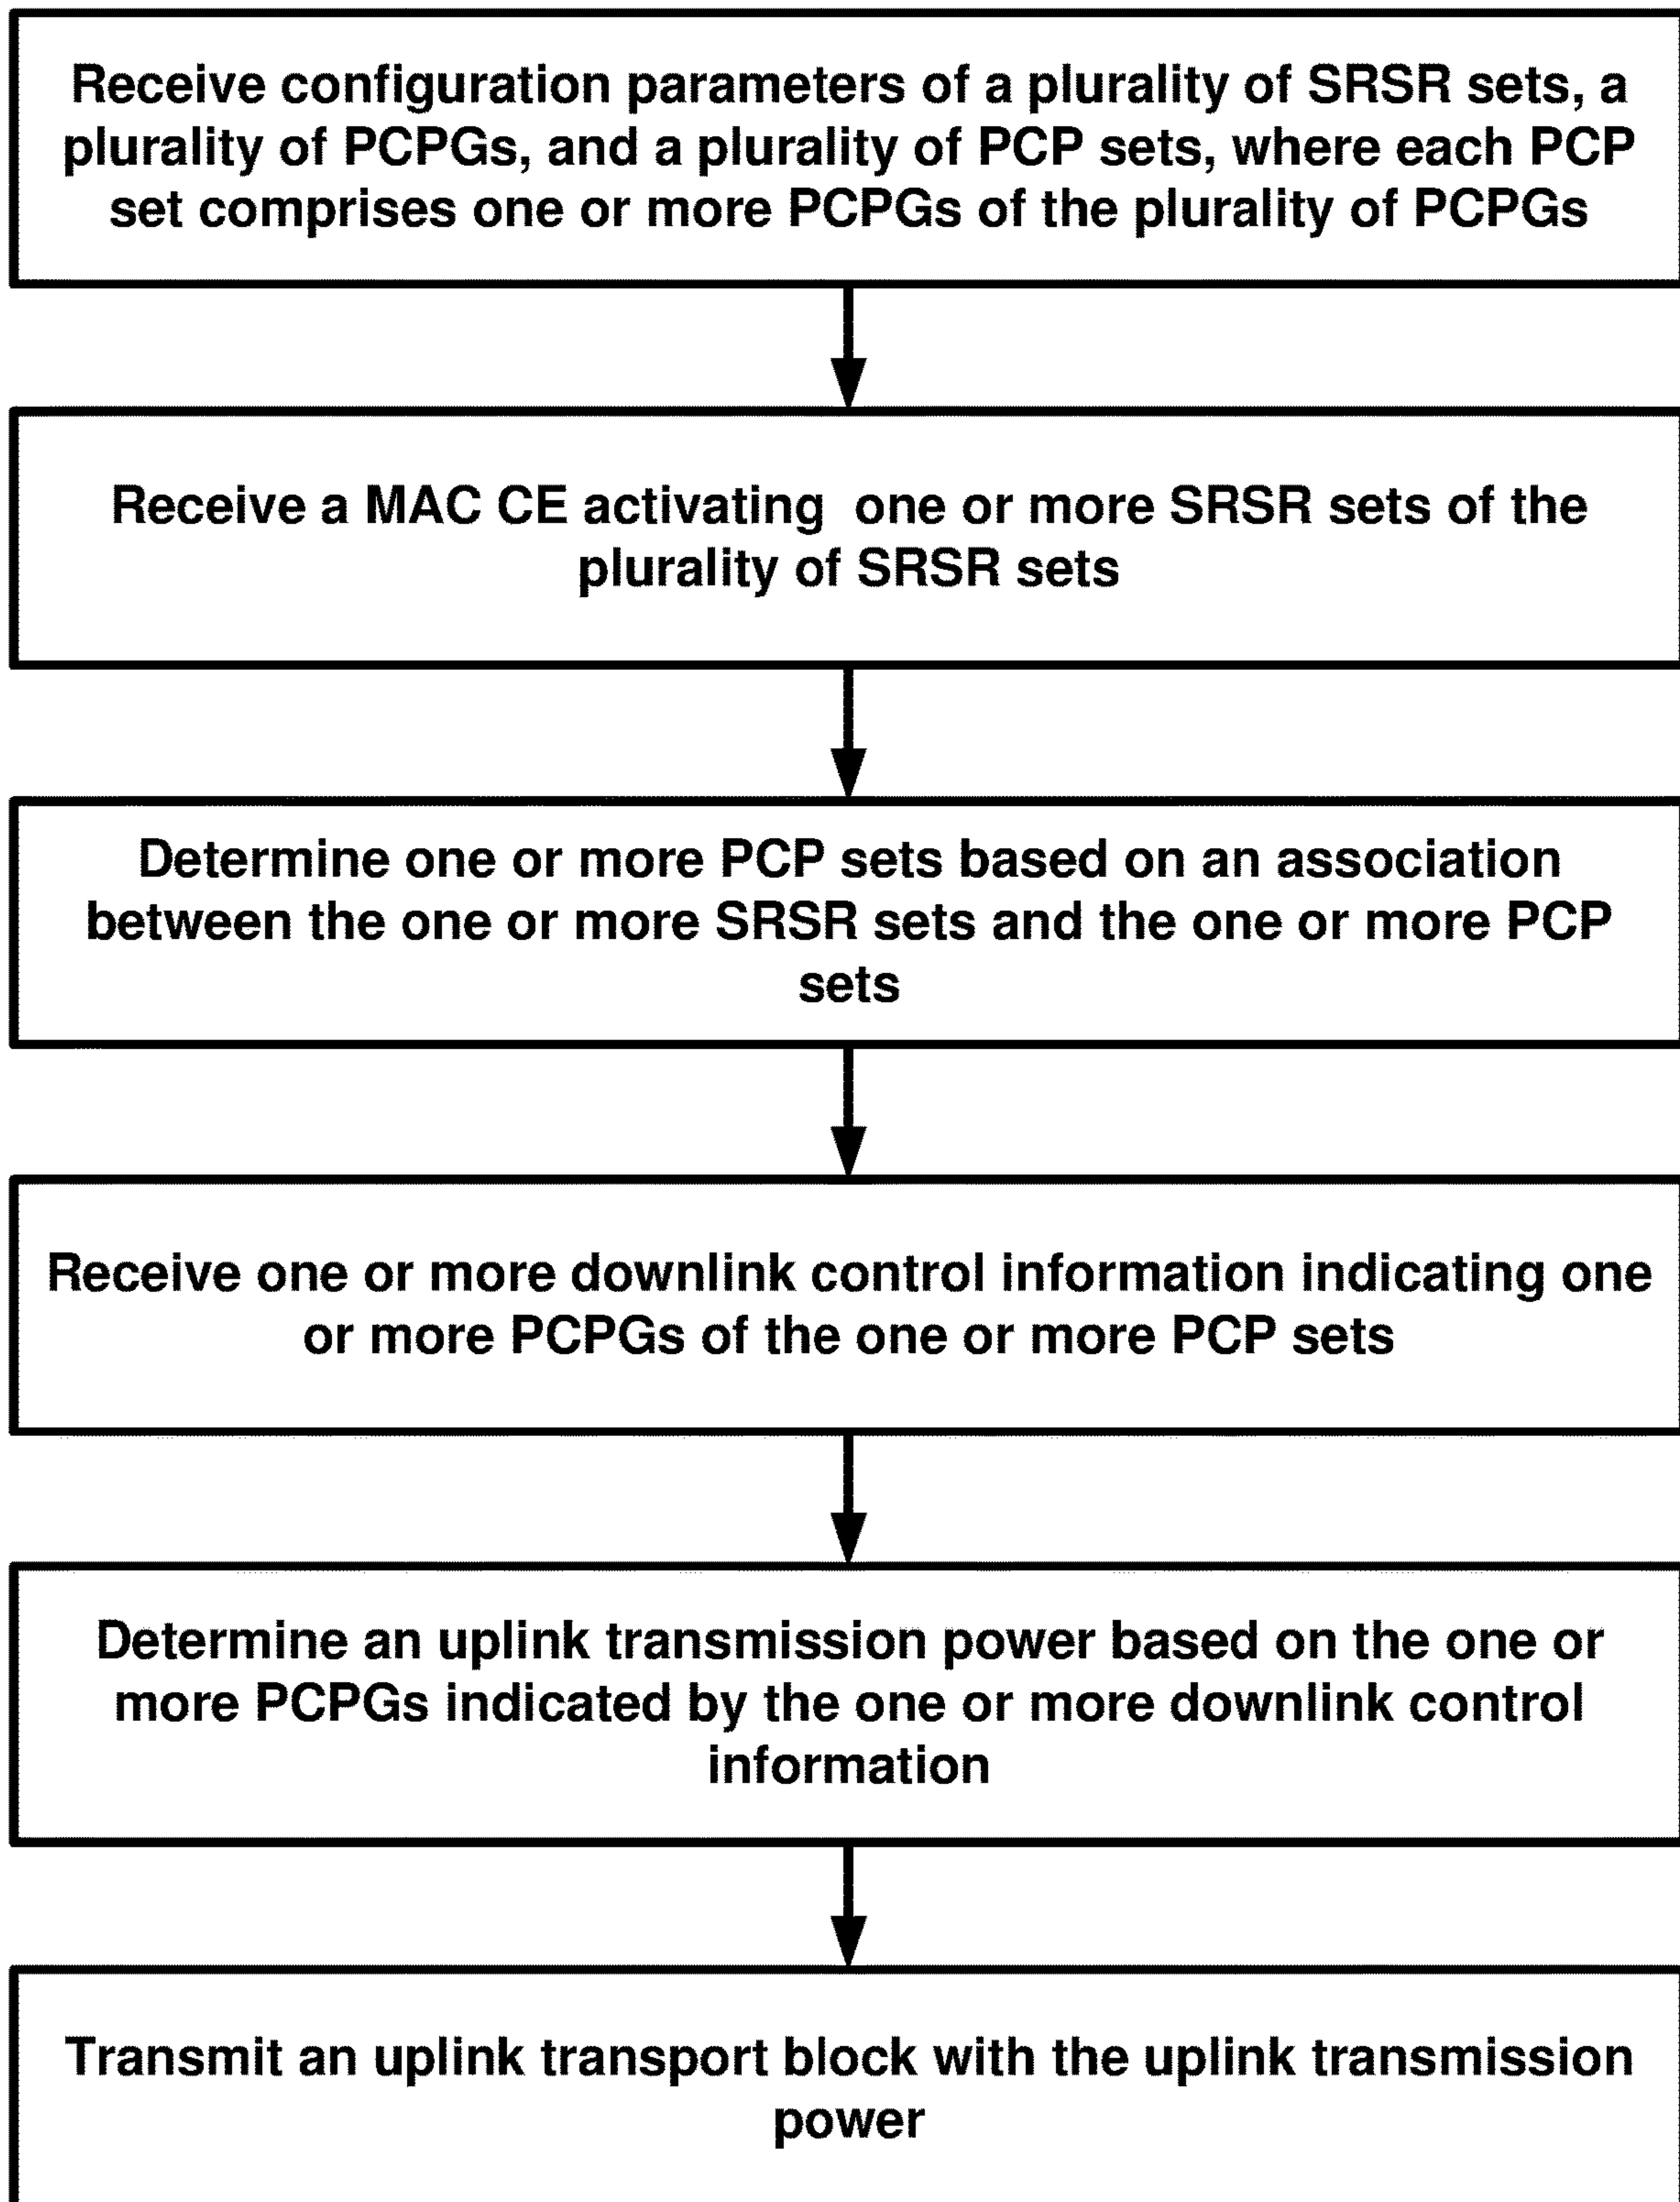 Receive configuration parameters of a plurality of SRSR sets, a
plurality of PCPGs, and a plurality of PCP sets, where each PCP
set comprises one or more PCPGs of the plurality of PCPGs
Receive a MAC CE activating  one or more SRSR sets of the
plurality of SRSR sets
Determine one or more PCP sets based on an association
between the one or more SRSR sets and the one or more PCP
sets
Receive one or more downlink control information indicating one
or more PCPGs of the one or more PCP sets
Determine an uplink transmission power based on the one or
more PCPGs indicated by the one or more downlink control
information
Transmit an uplink transport block with the uplink transmission
power